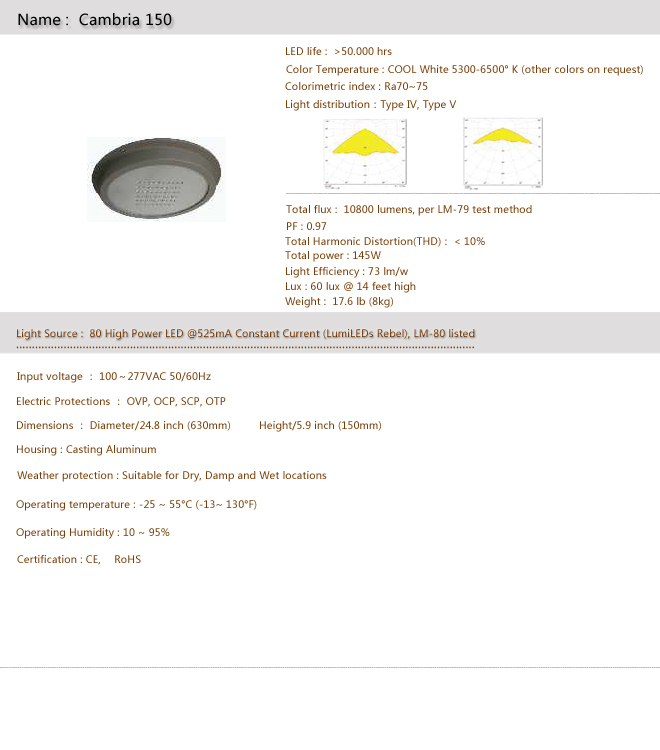 Name : Cambria 150
LED life : >50.000 hrs
Color Temperature : COOL White 5300-6500° K (other colors on request)
Colorimetric index : Ra70~75
Light distribution : Type IV, Type V
Total flux : 10800 lumens, per LM-79 test method
PF : 0.97
Total Harmonic Distortion(THD) : < 10%
Total power : 145W
Light Efficiency : 73 lm/w
Lux : 60 lux @ 14 feet high
Weight : 17.6 lb (8kg)
Light Source : 80 High Power LED @525mA Constant Current (LumiLEDs Rebel), LM-80 listed
Input voltage : 100~277VAC 50/60Hz
Electric Protections : OVP, OCP, SCP, OTP
Dimensions : Diameter/24.8 inch (630mm) Height/5.9 inch (150mm)
Housing : Casting Aluminum
Weather protection : Suitable for Dry, Damp and Wet locations
Operating temperature : -25 ~ 55°C (-13~ 130°F)
Operating Humidity : 10 ~ 95%
Certification : CE, RoHS